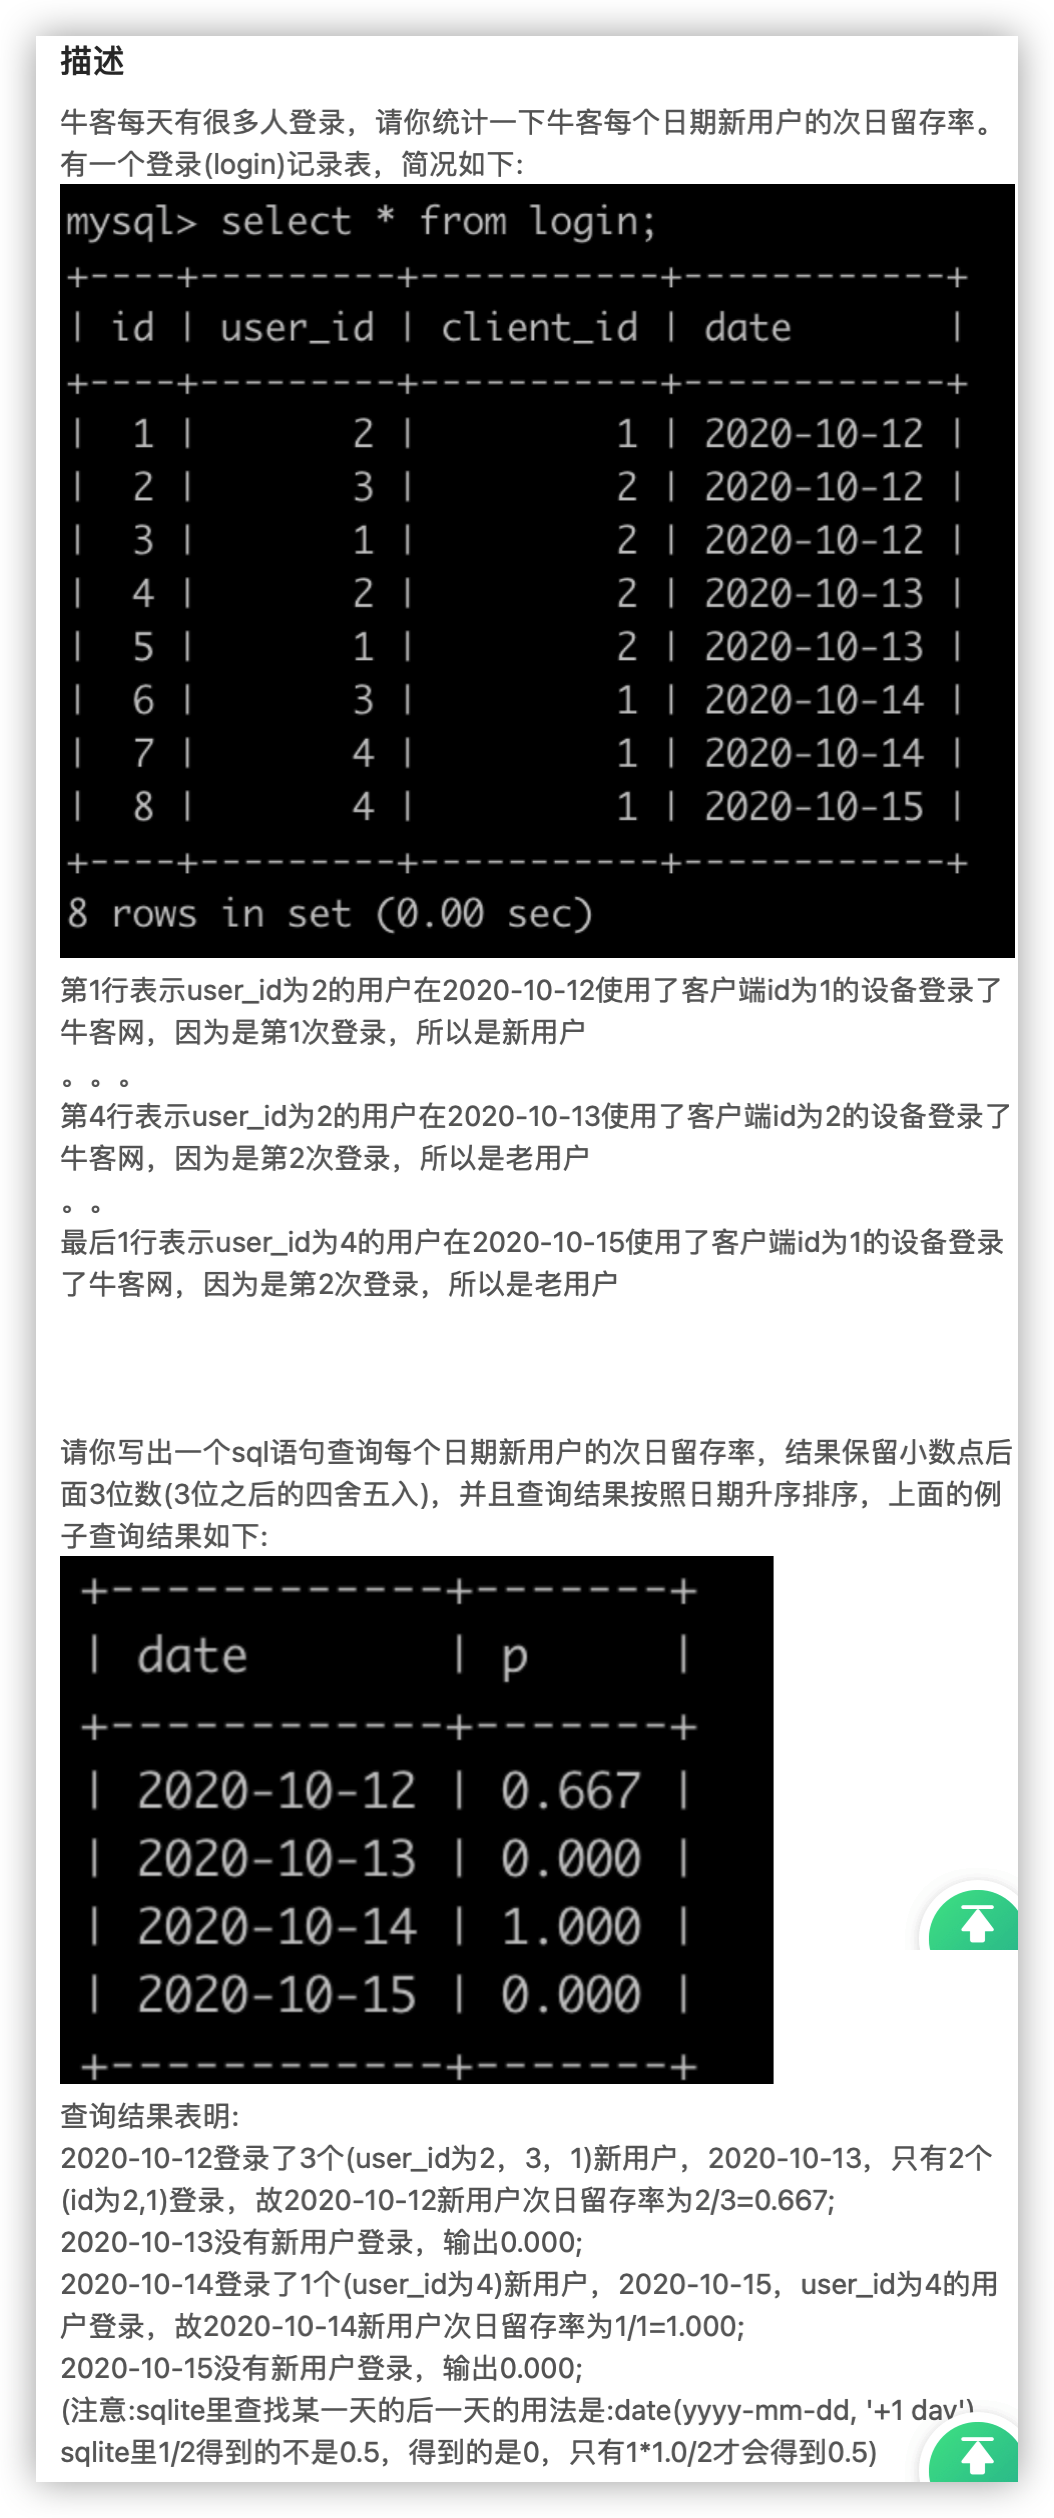 描述
牛客每天有很多人登录，请你统计一下牛客每个日期新用户的次日留存率。
有一个登录(login)记录表，简况如下:
mysql> select * from login;
+----+---------+-----------+------------+
| id | user_id | client_id | date       |
+----+---------+-----------+------------+
|  1 |       2 |         1 | 2020-10-12 |
|  2 |       3 |         2 | 2020-10-12 |
|  3 |       1 |         2 | 2020-10-12 |
|  4 |       2 |         2 | 2020-10-13 |
|  5 |       1 |         2 | 2020-10-13 |
|  6 |       3 |         1 | 2020-10-14 |
|  7 |       4 |         1 | 2020-10-14 |
|  8 |       4 |         1 | 2020-10-15 |
+----+---------+-----------+------------+
8 rows in set (0.00 sec)
第1行表示user_id为2的用户在2020-10-12使用了客户端id为1的设备登录了
牛客网，因为是第1次登录，所以是新用户
。。。
第4行表示user_id为2的用户在2020-10-13使用了客户端id为2的设备登录了
牛客网，因为是第2次登录，所以是老用户
。。
最后1行表示user_id为4的用户在2020-10-15使用了客户端id为1的设备登录
了牛客网，因为是第2次登录，所以是老用户
请你写出一个sql语句查询每个日期新用户的次日留存率，结果保留小数点后
面3位数(3位之后的四舍五入)，并且查询结果按照日期升序排序，上面的例
子查询结果如下:
+------------+-------+
| date       | p     |
+------------+-------+
| 2020-10-12 | 0.667 |
| 2020-10-13 | 0.000 |
| 2020-10-14 | 1.000 |
| 2020-10-15 | 0.000 |
+------------+-------+
查询结果表明:
2020-10-12登录了3个(user_id为2，3，1)新用户，2020-10-13，只有2个
(id为2,1)登录，故2020-10-12新用户次日留存率为2/3=0.667;
2020-10-13没有新用户登录，输出0.000;
2020-10-14登录了1个(user_id为4)新用户，2020-10-15，user_id为4的用
户登录，故2020-10-14新用户次日留存率为1/1=1.000;
2020-10-15没有新用户登录，输出0.000;
(注意:sqlite里查找某一天的后一天的用法是:date(yyyy-mm-dd, '+1 day')
sqlite里1/2得到的不是0.5，得到的是0，只有1*1.0/2才会得到0.5)